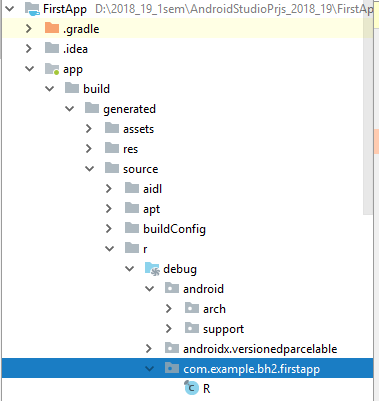 FirstApp D:\2018_19_1sem\AndroidStudioPrjs_2018_19\FirstAp
.gradle
.idea
app
build
generated
assets
res
source
aidl
apt
buildConfig
r
debug
android
arch
support
androidx.versionedparcelable
com.example.bh2.firstapp
C R